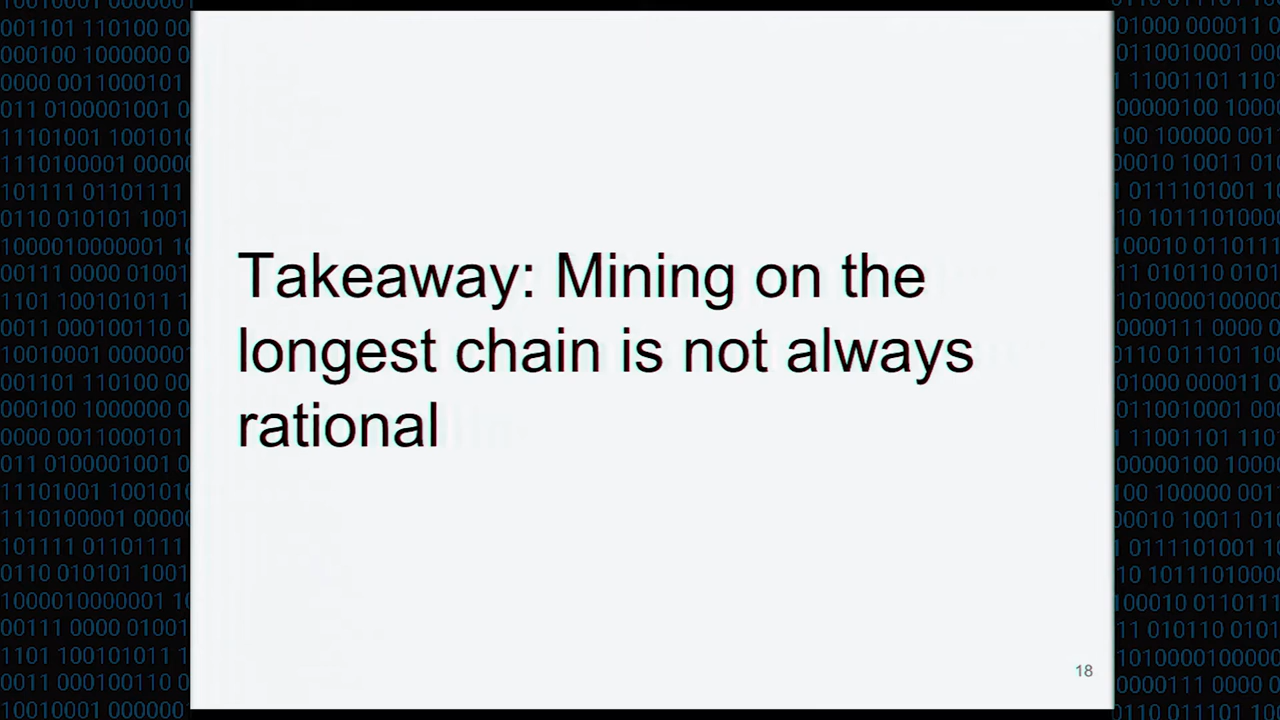 Takeaway: Mining on the
longest chain is not always
rational
18